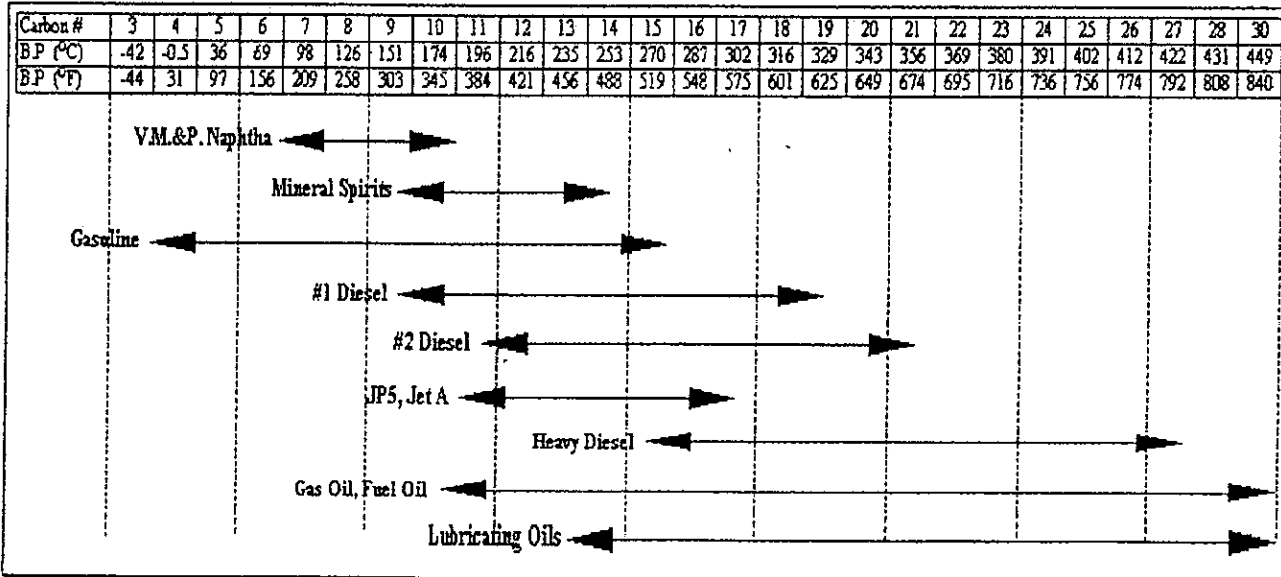 Carbon # 3 4 5 6 7 8 9 10 11 12 13 14 15 16 17 18 19 20 21 22 23 24 25 26 27 28 30
B.P (°C) -42 -0.5 36 69 98 126 151 174 196 216 235 253 270 287 302 316 329 343 356 369 380 391 402 412 422 431 449
B.P (°F) -44 31 97 156 209 258 303 345 384 421 456 488 519 548 575 601 625 649 674 695 716 736 756 774 792 808 840
V.M.&P. Naphtha
Mineral Spirits
Gasoline
#1 Diesel
#2 Diesel
JP5, Jet A
Heavy Diesel
Gas Oil, Fuel Oil
Lubricating Oils